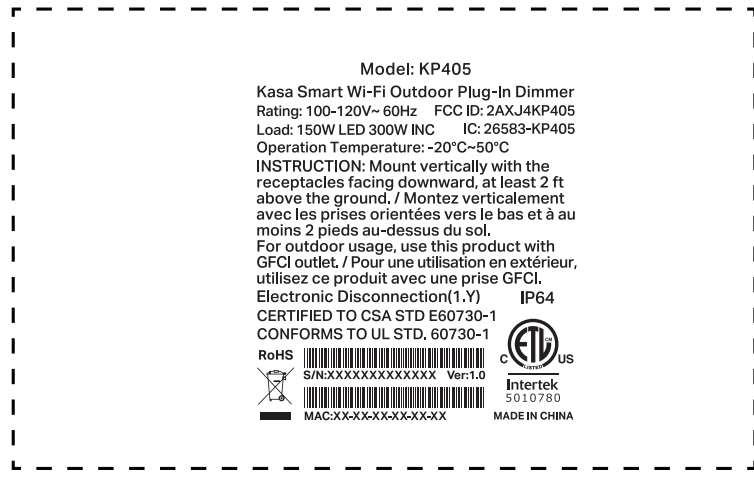 Model: KP405
Kasa Smart Wi-Fi Outdoor Plug-In Dimmer
Rating: 100-120V~ 60Hz FCC ID: 2AXJ4KP405
Load: 150W LED 300W INC IC: 26583-KP405
Operation Temperature: -20°C~50°C
INSTRUCTION: Mount vertically with the
receptacles facing downward, at least 2 ft
above the ground. / Montez verticalement
avec les prises orientées vers le bas et à au
moins 2 pieds au-dessus du sol.
For outdoor usage, use this product with
GFCI outlet. / Pour une utilisation en extérieur,
utilisez ce produit avec une prise GFCI.
Electronic Disconnection(1.Y) IP64
CERTIFIED TO CSA STD E60730-1
CONFORMS TO UL STD. 60730-1
RoHS
S/N:XXXXXXXXXXXXX Ver:1.0
MAC:XX-XX-XX-XX-XX-XX
C ETL CM US
LISTED
Intertek
5010780
MADE IN CHINA